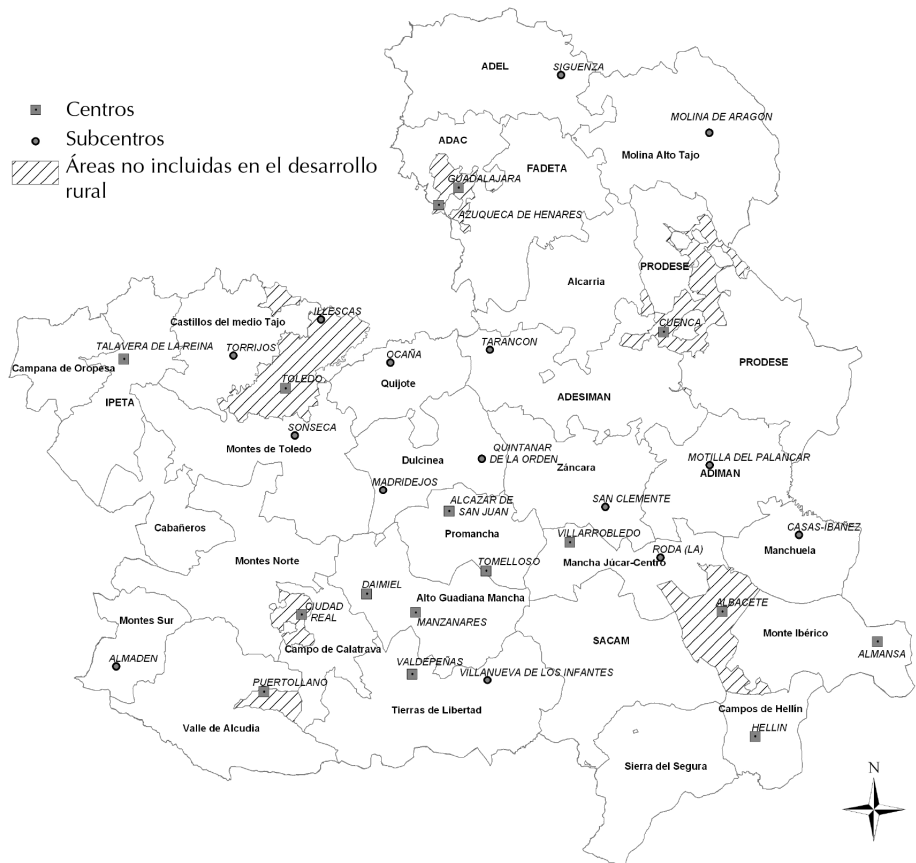 ADEL
SIGUENZA
Centros
Subcentros
Áreas no incluidas en el desarrollo
rural
MOLINA DE ARAGON
ADAC
Molina Alto Tajo
FADETA
GUADALAJARA
AZUQUECA DE HENARES
PRODESE
Alcarria
ILLESCAS
Castillos del medio Tajo
CUENCA
TALAVERA DE LA REINA
TORRIJOS
OCAÑA
TARANCON
PRODESE
Campana de Oropesa
TOLEDO
Quijote
IPETA
ADESIMAN
SONSECA
Montes de Toledo
QUINTANAR
DE LA ORDEN
Dulcinea
Záncara
MOTILLA DEL PALANCAR
ADIMAN
MADRIDEJOS
ALCAZAR DE
SAN JUAN
SAN CLEMENTE
Cabañeros
Promancha
VILLARROBLEDO
CASAS-IBAÑEZ
Manchuela
RODA (LA)
Montes Norte
TOMELLOSO
Mancha Júcar-Centro
DAIMIEL
Alto Guadiana Mancha
CIUDAD
REAL
ALBACETE
Montes Sur
MANZANARES
Monte Ibérico
SACAM
Campo de Calatrava
ALMANSA
ALMADEN
VALDEPEÑAS
VILLANUEVA DE LOS INFANTES
PUERTOLLANO
Tierras de Libertad
Campos de Hellín
Valle de Alcudia
HELLIN
Sierra del Segura
N